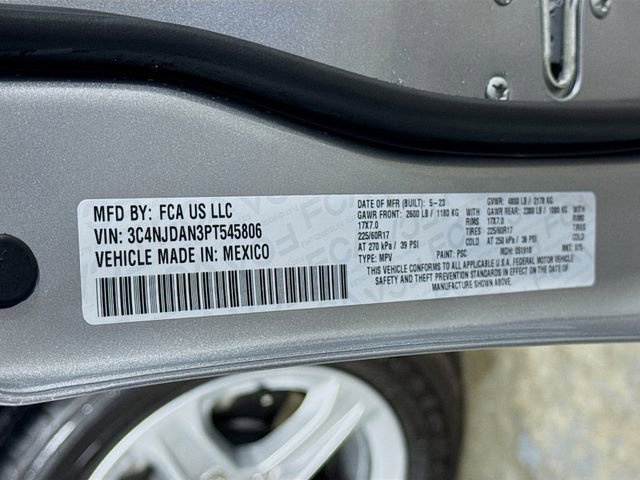 MFD BY: FCA US LLC
VIN: 3C4NJDAN3PT545806
VEHICLE MADE IN: MEXICO
DATE OF MFR (BUILT): 5-23 GVWR: 4800 LB / 2178 KG
GAWR FRONT: 2600 LB / 1180 KG GAWR REAR: 2380 LB / 1080 KG
17X7.0 RIMS 17X7.0
225/60R17 TIRES 225/60R17
AT 270 kPa / 39 PSI COLD AT 250 kPa / 36 PSI
TYPE: MPV PAINT: PSC MDH: 051910
THIS VEHICLE CONFORMS TO ALL APPLICABLE U.S.A. FEDERAL MOTOR VEHICLE
SAFETY AND THEFT PREVENTION STANDARDS IN EFFECT ON THE DATE OF
MANUFACTURE SHOWN ABOVE.